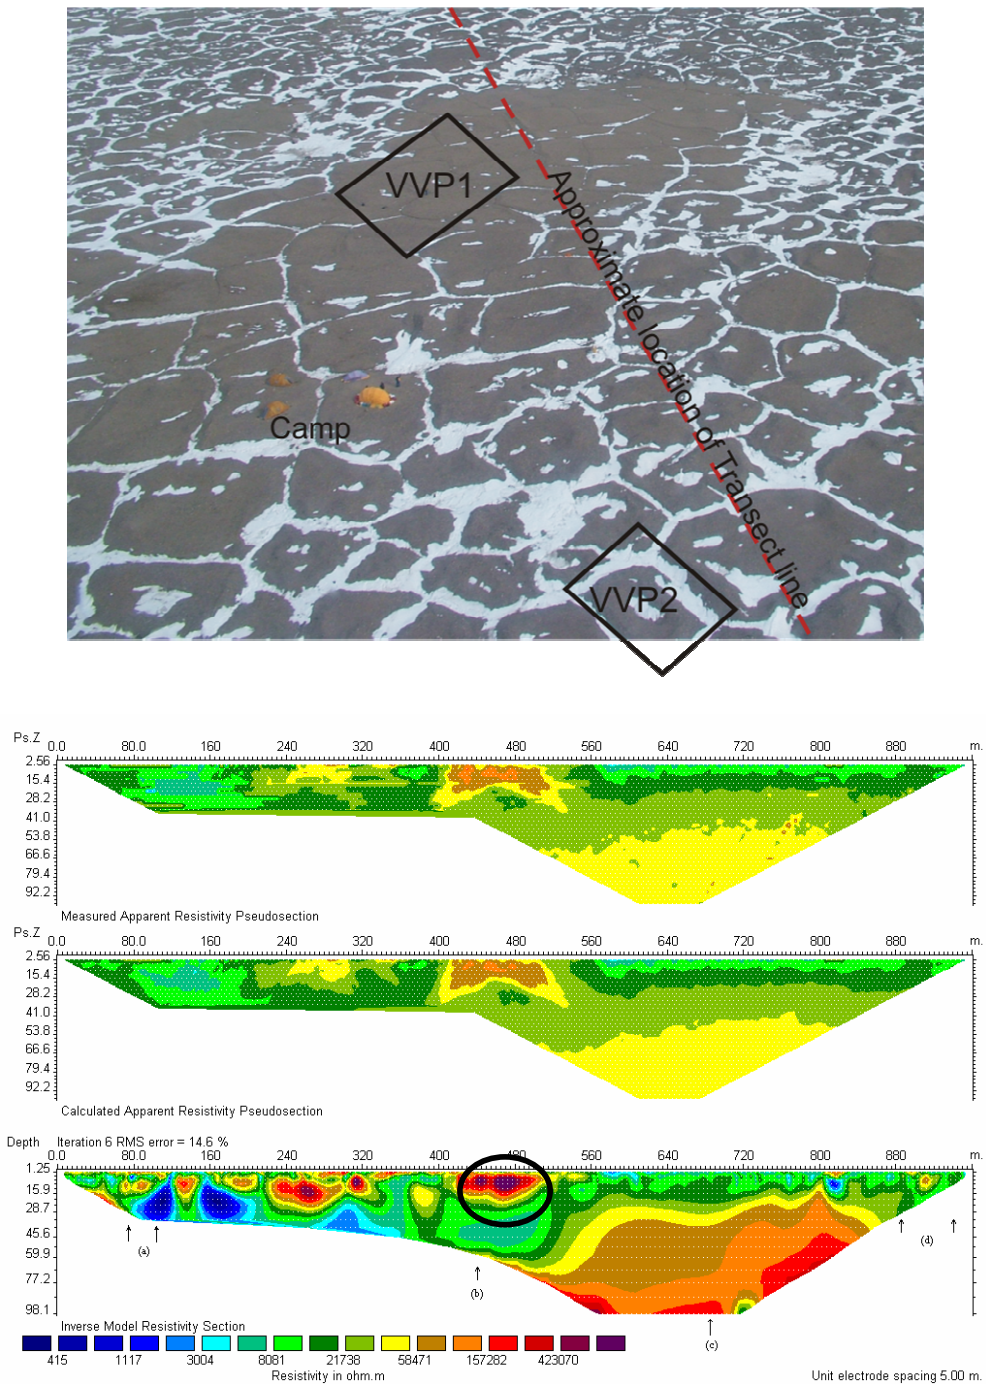 VVP1
Approximate location of Transect line
Camp
VVP2
Ps.Z 0.0 80.0 160 240 320 400 480 560 640 720 800 880 m.
2.56
15.4
28.2
41.0
53.8
66.6
79.4
92.2
Measured Apparent Resistivity Pseudosection
Ps.Z 0.0 80.0 160 240 320 400 480 560 640 720 800 880 m.
2.56
15.4
28.2
41.0
53.8
66.6
79.4
92.2
Calculated Apparent Resistivity Pseudosection
Depth Iteration 6 RMS error = 14.6 %
0.0 80.0 160 240 320 400 480 560 640 720 800 880 m.
1.25
15.9
28.7
45.6
59.9
77.2
98.1
(a)
(b)
(c)
(d)
Inverse Model Resistivity Section
415 1117 3004 8081 21738 58471 157282 423070
Resistivity in ohm.m
Unit electrode spacing 5.00 m.